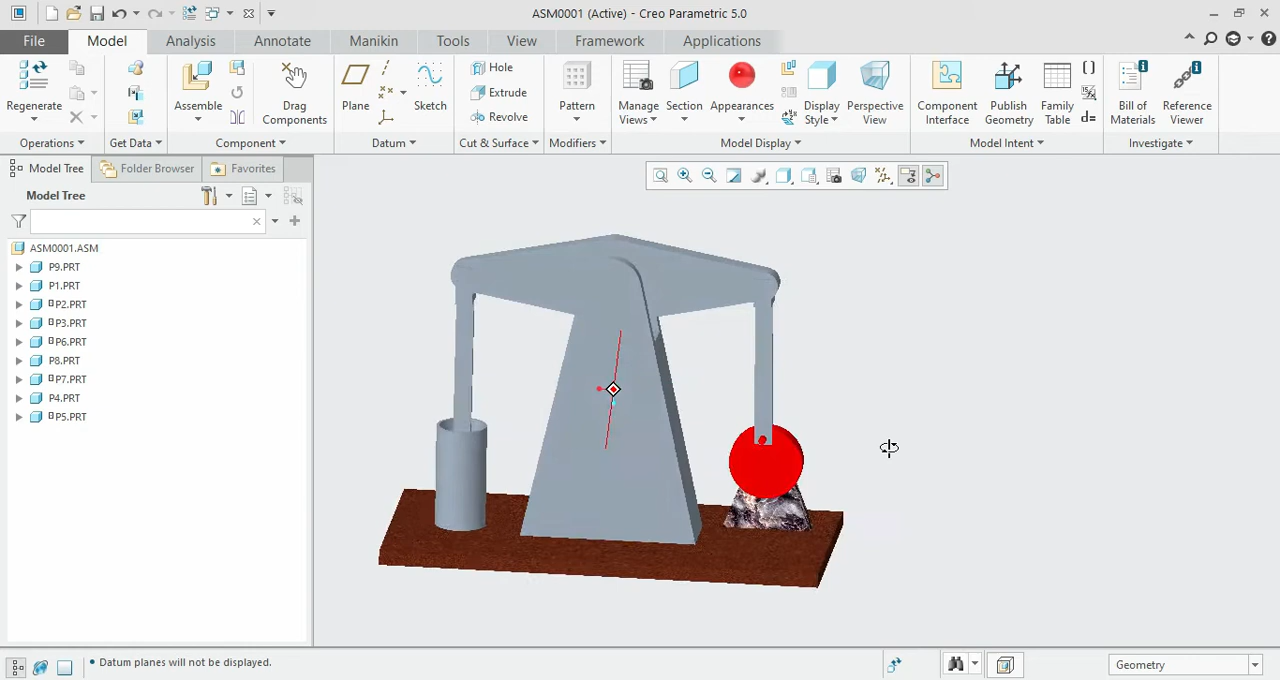 ASM0001 (Active) - Creo Parametric 5.0
File Model Analysis Annotate Manikin Tools View Framework Applications
Regenerate
Assemble
Drag
Components
Plane
Sketch
Hole
Extrude
Revolve
Pattern
Manage
Views
Section
Appearances
Display
Style
Perspective
View
Component
Interface
Publish
Geometry
Family
Table
d=
Bill of
Materials
Reference
Viewer
Operations Get Data Component Datum Cut & Surface Modifiers Model Display Model Intent Investigate
Model Tree Folder Browser Favorites
Model Tree
ASM0001.ASM
P9.PRT
P1.PRT
P2.PRT
P3.PRT
P6.PRT
P8.PRT
P7.PRT
P4.PRT
P5.PRT
• Datum planes will not be displayed.
Geometry